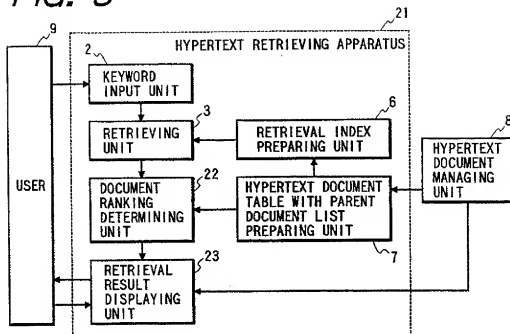 FIG. 3
21
9
HYPERTEXT RETRIEVING APPARATUS
2
KEYWORD
INPUT UNIT
3
RETRIEVING
UNIT
6
RETRIEVAL INDEX
PREPARING UNIT
8
HYPERTEXT
DOCUMENT
MANAGING
UNIT
USER
22
DOCUMENT
RANKING
DETERMINING
UNIT
HYPERTEXT DOCUMENT
TABLE WITH PARENT
DOCUMENT LIST
PREPARING UNIT
7
23
RETRIEVAL
RESULT
DISPLAYING
UNIT